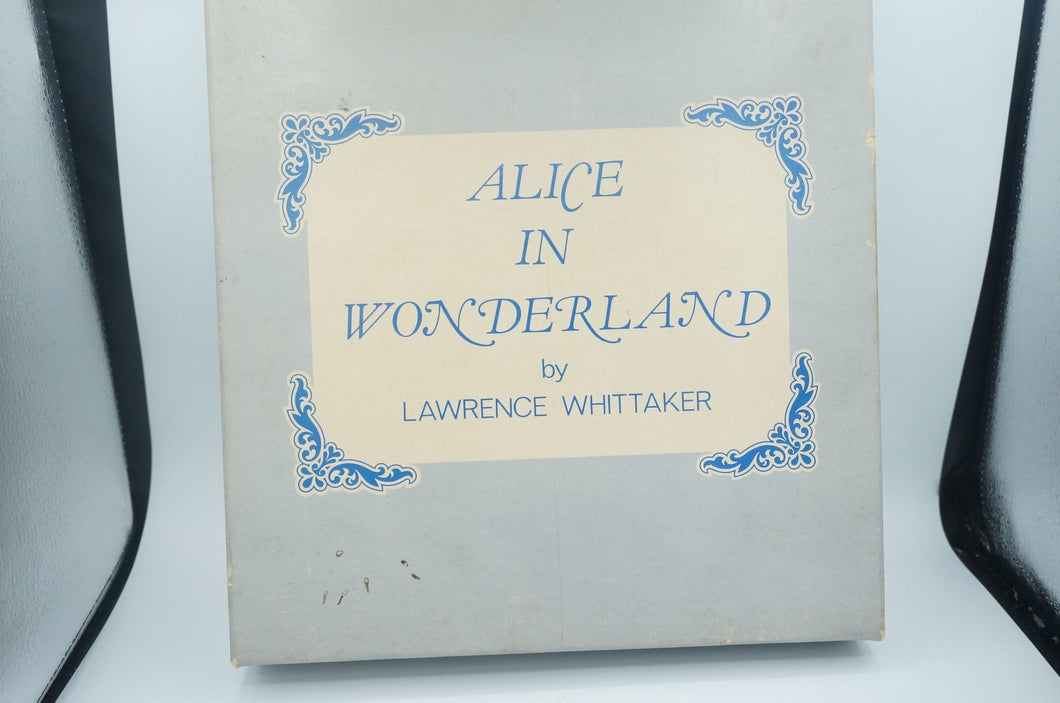 ALICE
IN
WONDERLAND
by
LAWRENCE WHITTAKER